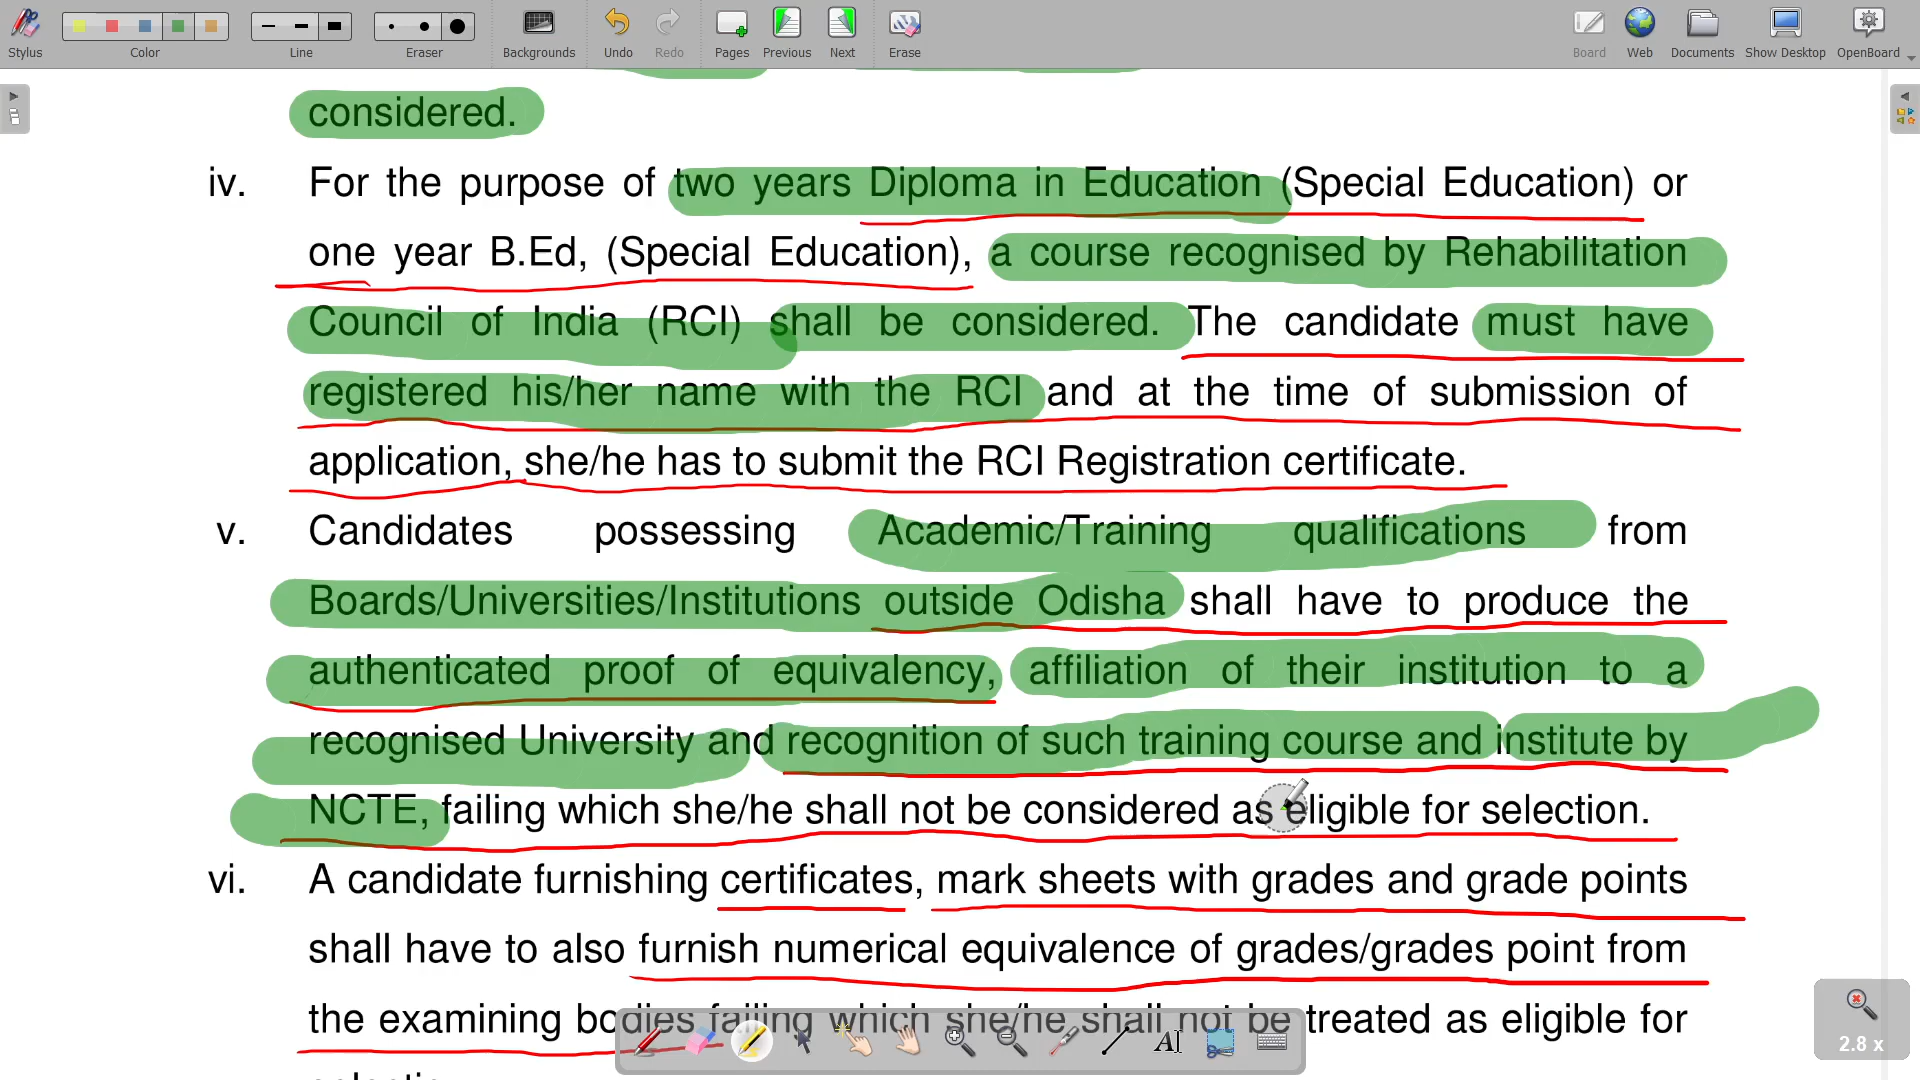 Stylus
Color
Line
Eraser
Backgrounds
Undo
Redo
Pages
Previous
Next
Erase
Board
Web
Documents
Show Desktop
OpenBoard
considered.
iv. For the purpose of two years Diploma in Education (Special Education) or
one year B.Ed, (Special Education), a course recognised by Rehabilitation
Council of India (RCI) shall be considered. The candidate must have
registered his/her name with the RCI and at the time of submission of
application, she/he has to submit the RCI Registration certificate.
v. Candidates possessing Academic/Training qualifications from
Boards/Universities/Institutions outside Odisha shall have to produce the
authenticated proof of equivalency, affiliation of their institution to a
recognised University and recognition of such training course and institute by
NCTE, failing which she/he shall not be considered as eligible for selection.
vi. A candidate furnishing certificates, mark sheets with grades and grade points
shall have to also furnish numerical equivalence of grades/grades point from
the examining bodies failing which she/he shall not be treated as eligible for
2.8 x